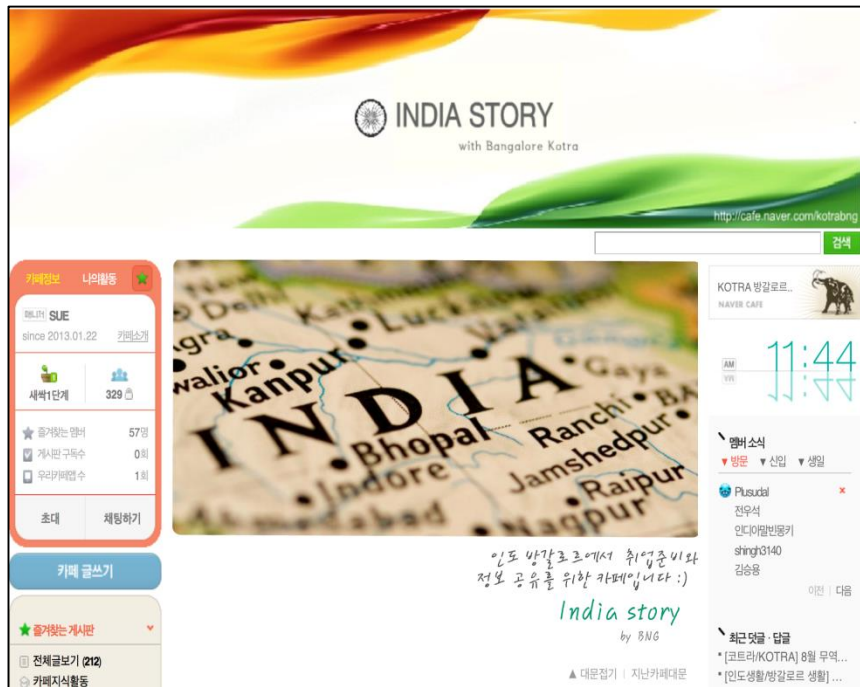 INDIA STORY
with Bangalore Kotra
http://cafe.naver.com/kotrabng
검색
카페정보 나의활동
매니저 SUE
since 2013.01.22 카페소개
새싹1단계 329
즐겨찾는 멤버 57명
게시판 구독수 0회
우리카페앱 수 1회
초대 채팅하기
카페 글쓰기
즐겨찾는 게시판
전체글보기 (212)
카페지식활동
New Delhi
Agra
Lucknow
Kanpur
Gaya
INDIA
Bhopal
Ranchi
Indore
Jamshedpur
Raipur
Nagpur
인도 방갈로르에서 취업준비와
정보 공유를 위한 카페입니다 :)
India story
by BNG
▲ 대문접기 | 지난카페대문
KOTRA 방갈로르..
NAVER CAFE
AM 11:44
멤버 소식
▼방문 ▼신입 ▼생일
Plusudal x
전우석
인디아말빈몽키
shingh3140
김승용
이전 | 다음
최근 댓글 · 답글
[코트라/KOTRA] 8월 무역...
[인도생활/방갈로르 생활] ...